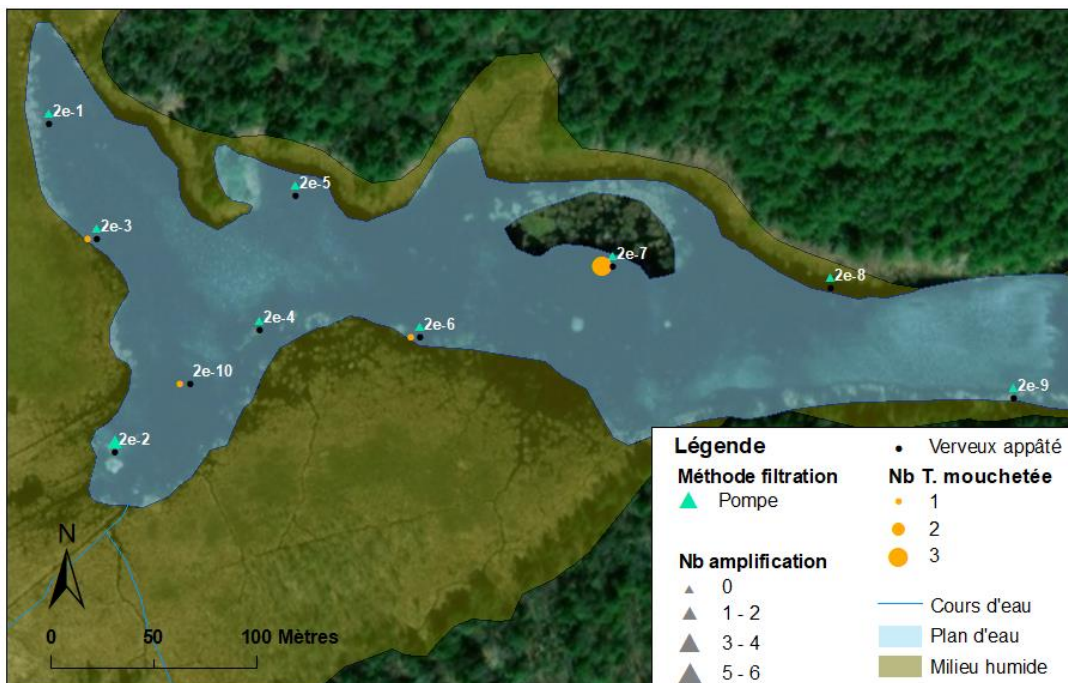 2e-1
2e-5
2e-3
2e-7
2e-8
2e-4
2e-6
2e-10
2e-9
2e-2
N
0 50 100 Mètres
Légende
Méthode filtration
Pompe
Nb amplification
0
1 - 2
3 - 4
5 - 6
Verveux appâté
Nb T. mouchetée
1
2
3
Cours d'eau
Plan d'eau
Milieu humide